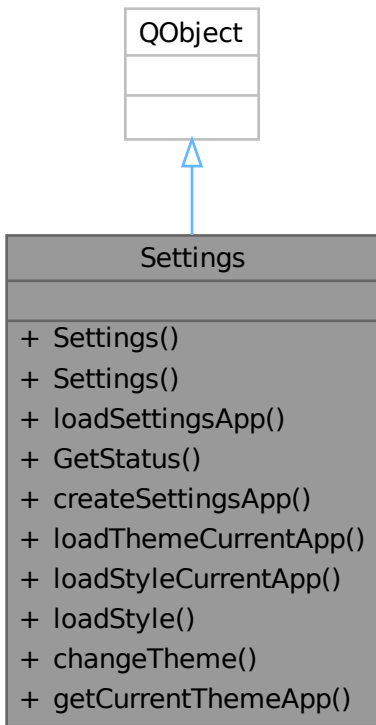 QObject
Settings
+ Settings()
+ Settings()
+ loadSettingsApp()
+ GetStatus()
+ createSettingsApp()
+ loadThemeCurrentApp()
+ loadStyleCurrentApp()
+ loadStyle()
+ changeTheme()
+ getCurrentThemeApp()